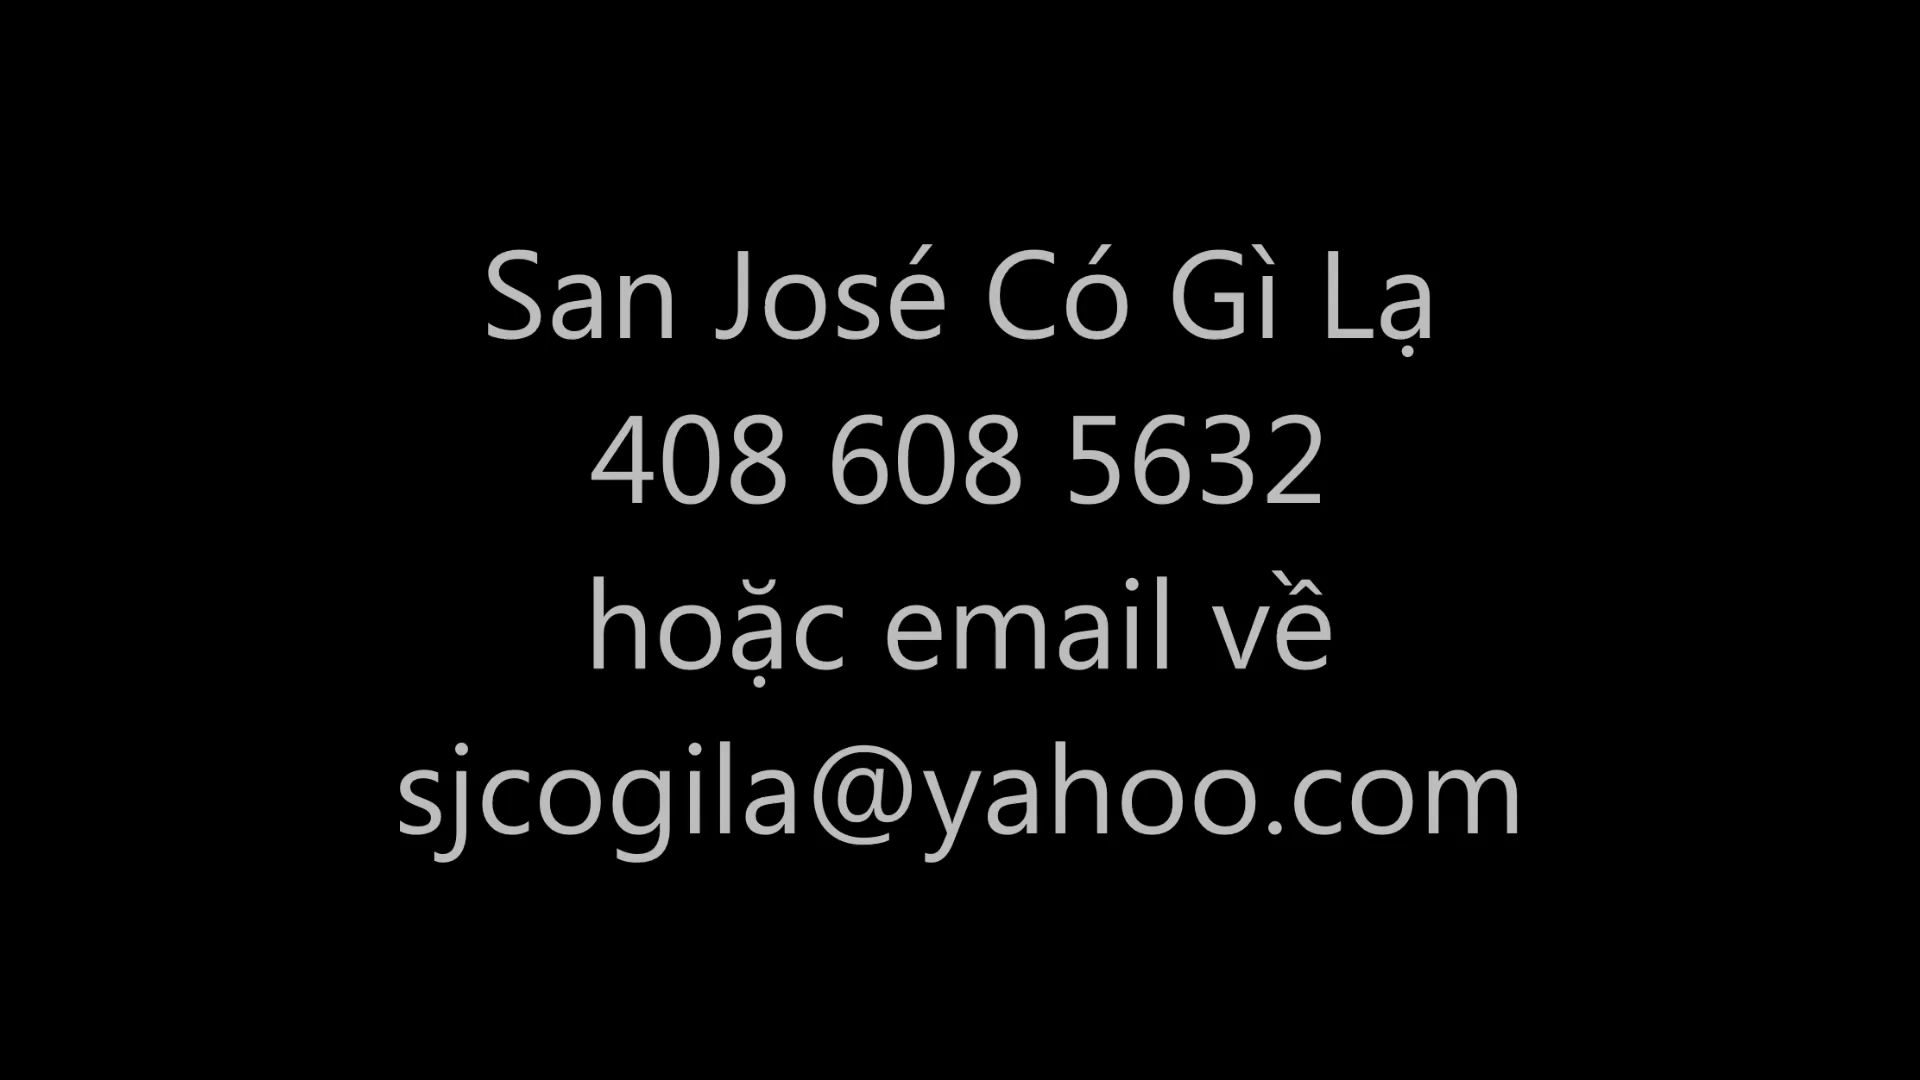 San José Có Gì Lạ
408 608 5632
hoặc email về
sjcogila@yahoo.com